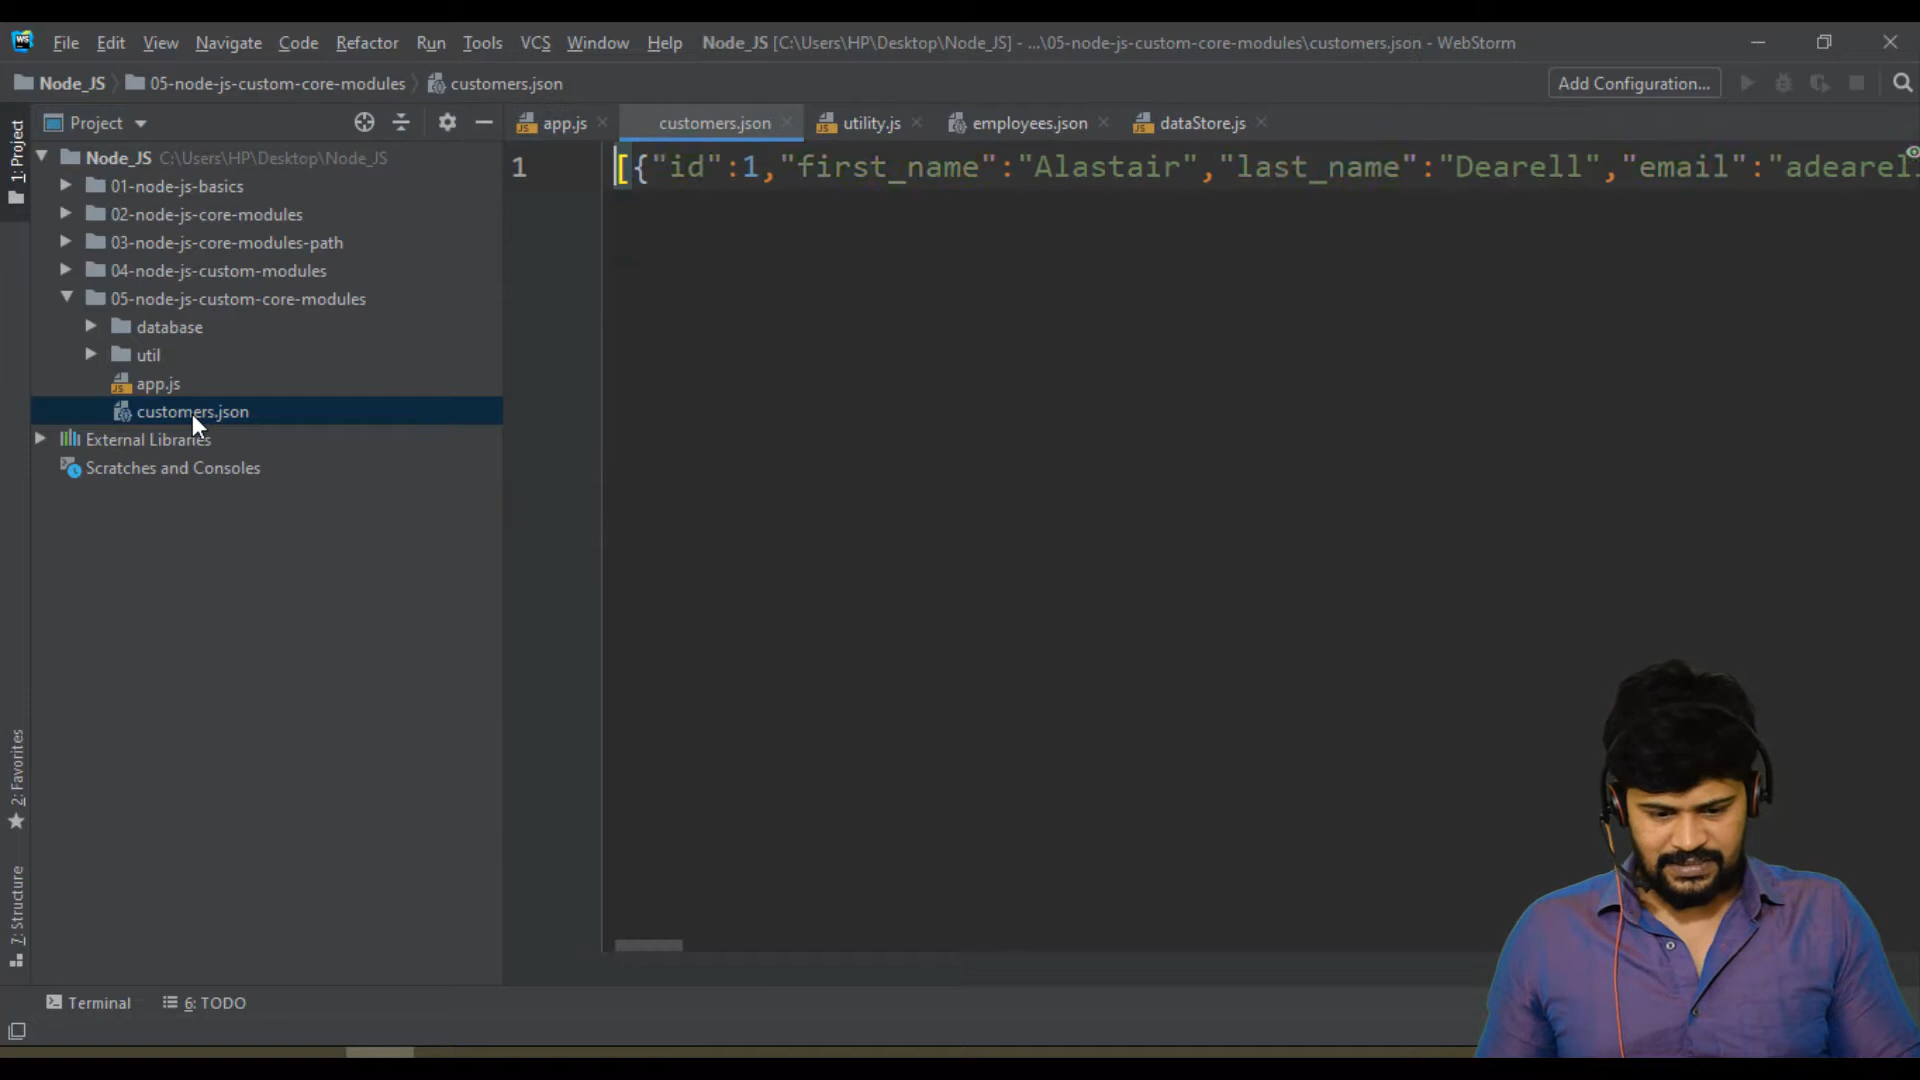 WS File Edit View Navigate Code Refactor Run Tools VCS Window Help Node_JS [C:\Users\HP\Desktop\Node_JS] - ...\05-node-js-custom-core-modules\customers.json - WebStorm
Node_JS 05-node-js-custom-core-modules customers.json Add Configuration...
1: Project
Project
app.js customers.json utility.js employees.json dataStore.js
Node_JS C:\Users\HP\Desktop\Node_JS
01-node-js-basics
02-node-js-core-modules
03-node-js-core-modules-path
04-node-js-custom-modules
05-node-js-custom-core-modules
database
util
app.js
customers.json
External Libraries
Scratches and Consoles
1 [{"id":1,"first_name":"Alastair","last_name":"Dearell","email":"adearel
2: Favorites
7: Structure
Terminal 6: TODO